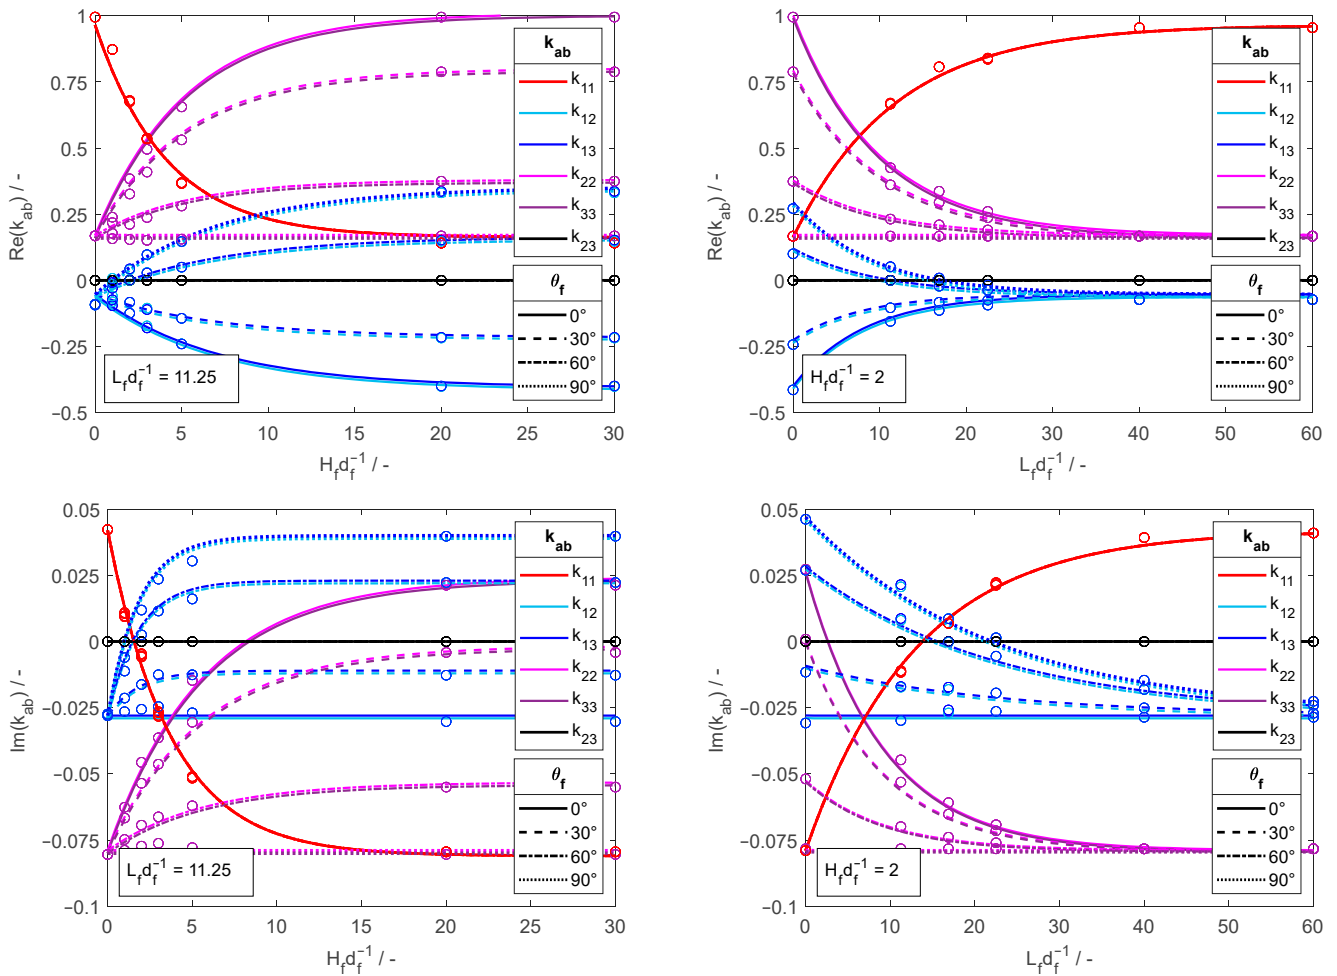 Re(k_ab) / -
1
0.75
0.5
0.25
0
−0.25
−0.5
0 5 10 15 20 25 30
H_f d_f^-1 / -
L_f d_f^-1 = 11.25
k_ab
k_11
k_12
k_13
k_22
k_33
k_23
θ_f
0°
30°
60°
90°
Re(k_ab) / -
1
0.75
0.5
0.25
0
−0.25
−0.5
0 10 20 30 40 50 60
L_f d_f^-1 / -
H_f d_f^-1 = 2
k_ab
k_11
k_12
k_13
k_22
k_33
k_23
θ_f
0°
30°
60°
90°
Im(k_ab) / -
0.05
0.025
0
−0.025
−0.05
−0.075
−0.1
0 5 10 15 20 25 30
H_f d_f^-1 / -
L_f d_f^-1 = 11.25
k_ab
k_11
k_12
k_13
k_22
k_33
k_23
θ_f
0°
30°
60°
90°
Im(k_ab) / -
0.05
0.025
0
−0.025
−0.05
−0.075
−0.1
0 10 20 30 40 50 60
L_f d_f^-1 / -
H_f d_f^-1 = 2
k_ab
k_11
k_12
k_13
k_22
k_33
k_23
θ_f
0°
30°
60°
90°